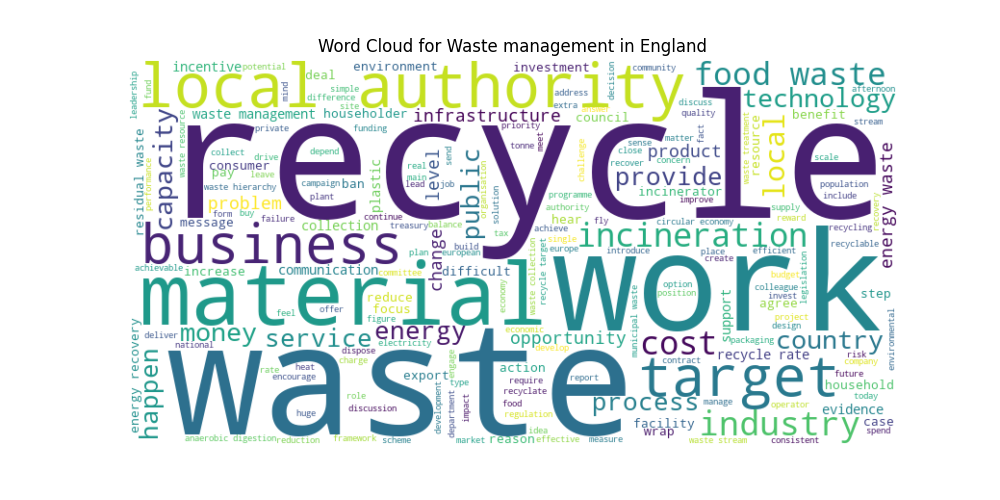 Word Cloud for Waste management in England
recycle
work
waste
material
local authority
business
target
food waste
technology
infrastructure
incineration
industry
cost
country
provide
product
local
capacity
public
energy
service
money
process
opportunity
happen
problem
level
change
support
resource
energy waste
residual waste
energy recovery
waste management
householder
incentive
potential
deal
environment
investment
community
address
decision
extra
council
discuss
quality
afternoon
benefit
stream
leadership
fund
mind
simple
difference
site
private
funding
priority
tonne
meet
sense
close
matter
fact
concern
recover
scale
population
include
waste treatment
consumer
collect
drive
depend
pay
leave
waste resource
performance
waste hierarchy
campaign
ban
plant
plastic
real
main
lead
send
job
organisation
solution
challenge
programme
authority
incinerator
improve
supply
reward
recovery
recycling
recyclable
message
form
buy
failure
continue
collection
treasury
balance
tax
hear
fly
achieve
single
circular economy
europe
introduce
place
create
efficient
build
european
plan
achievable
increase
communication
committee
difficult
feel
offer
reduce
focus
figure
economy
waste collection
recycle target
option
position
budget
colleague
invest
legislation
step
agree
project
design
packaging
municipal waste
environmental
deliver
national
rate
heat
encourage
dispose
charge
electricity
economic
develop
contract
recycle rate
risk
company
future
household
today
huge
role
discussion
export
development
department
engage
type
impact
action
require
recyclate
food
regulation
report
idea
manage
operator
evidence
case
spend
facility
wrap
anaerobic digestion
reduction
framework
scheme
market
reason
effective
measure
waste stream
consistent